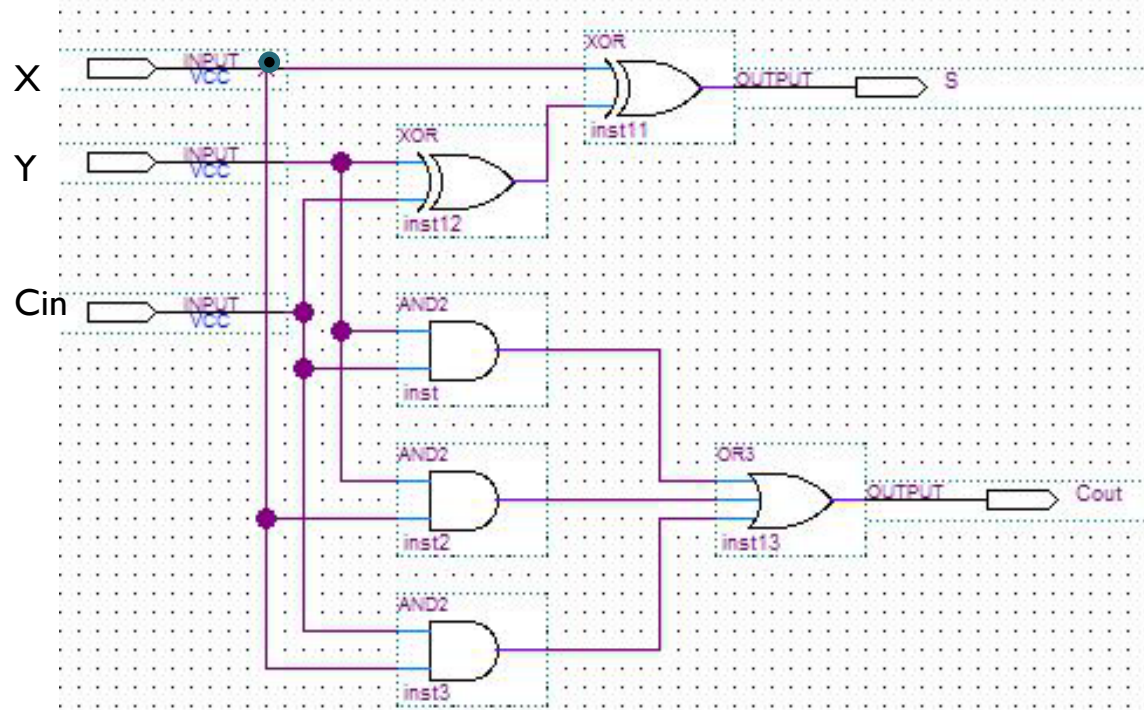 XOR
X
INPUT
VCC
OUTPUT
S
inst11
XOR
Y
INPUT
VCC
inst12
Cin
INPUT
VCC
AND2
inst
AND2
OR3
OUTPUT
Cout
inst2
inst13
AND2
inst3